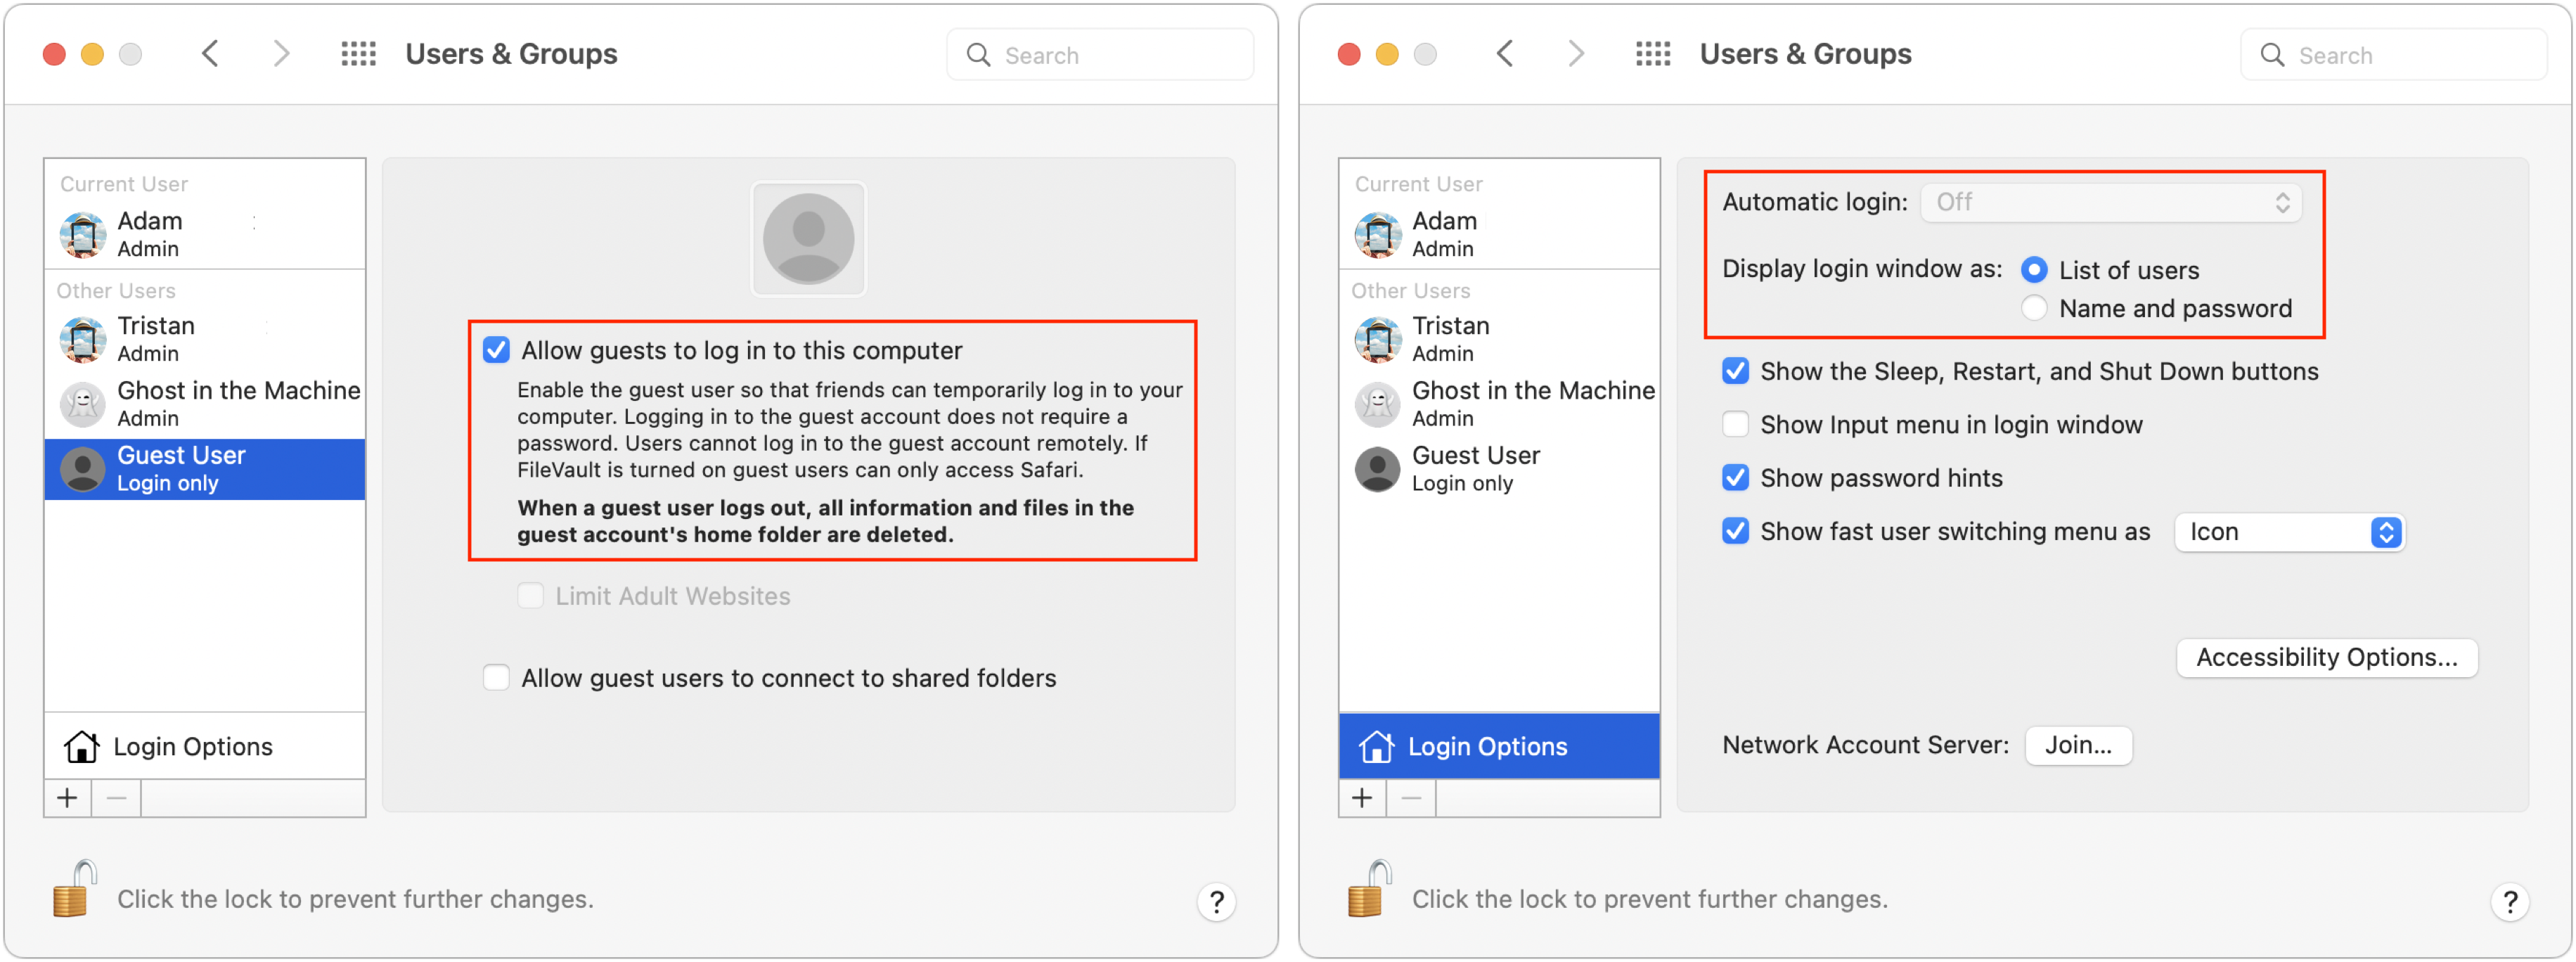 Users & Groups
Search
Current User
Adam
Admin
Other Users
Tristan
Admin
Ghost in the Machine
Admin
Guest User
Login only
Login Options
Allow guests to log in to this computer
Enable the guest user so that friends can temporarily log in to your
computer. Logging in to the guest account does not require a
password. Users cannot log in to the guest account remotely. If
FileVault is turned on guest users can only access Safari.
When a guest user logs out, all information and files in the
guest account's home folder are deleted.
Limit Adult Websites
Allow guest users to connect to shared folders
Click the lock to prevent further changes.
?
Users & Groups
Search
Current User
Adam
Admin
Other Users
Tristan
Admin
Ghost in the Machine
Admin
Guest User
Login only
Login Options
Automatic login: Off
Display login window as: List of users
Name and password
Show the Sleep, Restart, and Shut Down buttons
Show Input menu in login window
Show password hints
Show fast user switching menu as Icon
Accessibility Options...
Network Account Server: Join...
Click the lock to prevent further changes.
?